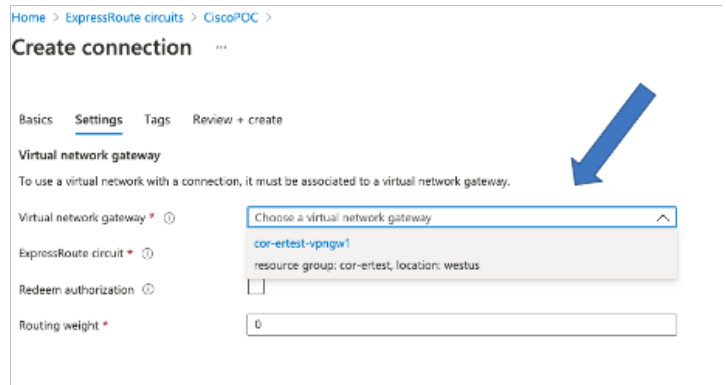 Home > ExpressRoute circuits > CiscoPOC >
Create connection ...
Basics Settings Tags Review + create
Virtual network gateway
To use a virtual network with a connection, it must be associated to a virtual network gateway.
Virtual network gateway * Choose a virtual network gateway
cor-ertest-vpngw1
ExpressRoute circuit *
resource group: cor-ertest, location: westus
Redeem authorization
Routing weight * 0